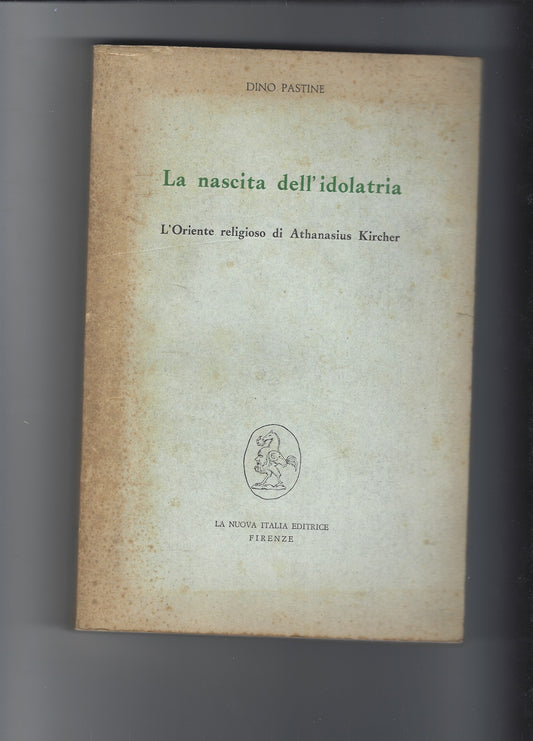 DINO PASTINE
La nascita dell'idolatria
L'Oriente religioso di Athanasius Kircher
LA NUOVA ITALIA EDITRICE
FIRENZE